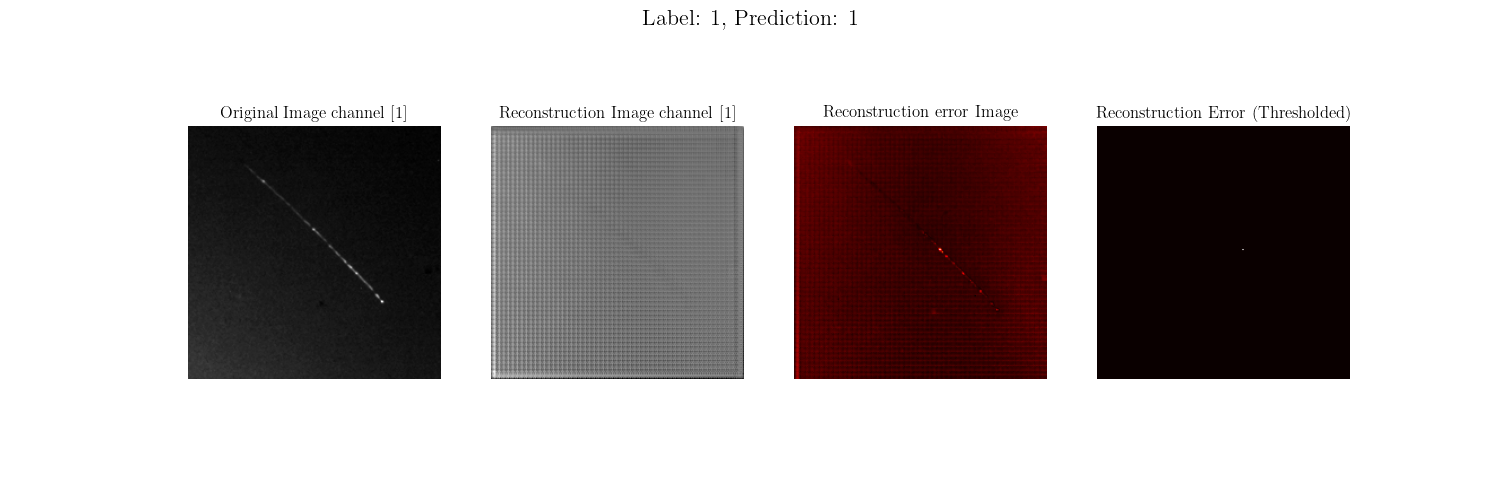 Label: 1, Prediction: 1
Original Image channel [1]
Reconstruction Image channel [1]
Reconstruction error Image
Reconstruction Error (Thresholded)